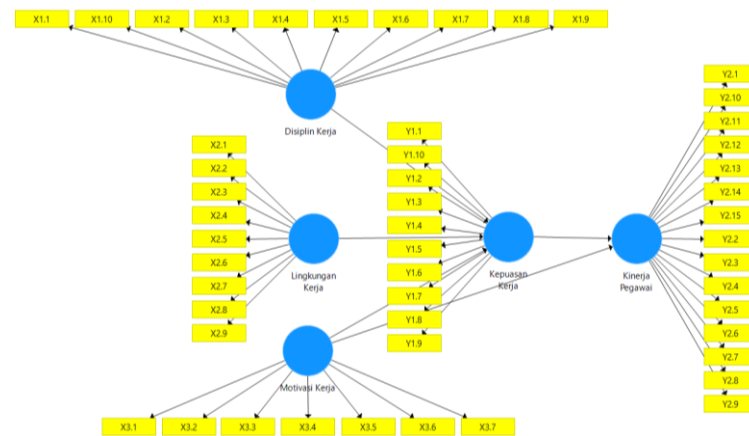 X1.1 X1.10 X1.2 X1.3 X1.4 X1.5 X1.6 X1.7 X1.8 X1.9
Disiplin Kerja
X2.1
X2.2
X2.3
X2.4
X2.5
X2.6
X2.7
X2.8
X2.9
Lingkungan
Kerja
Motivasi Kerja
X3.1 X3.2 X3.3 X3.4 X3.5 X3.6 X3.7
Y1.1
Y1.10
Y1.2
Y1.3
Y1.4
Y1.5
Y1.6
Y1.7
Y1.8
Y1.9
Kepuasan
Kerja
Kinerja
Pegawai
Y2.1
Y2.10
Y2.11
Y2.12
Y2.13
Y2.14
Y2.15
Y2.2
Y2.3
Y2.4
Y2.5
Y2.6
Y2.7
Y2.8
Y2.9